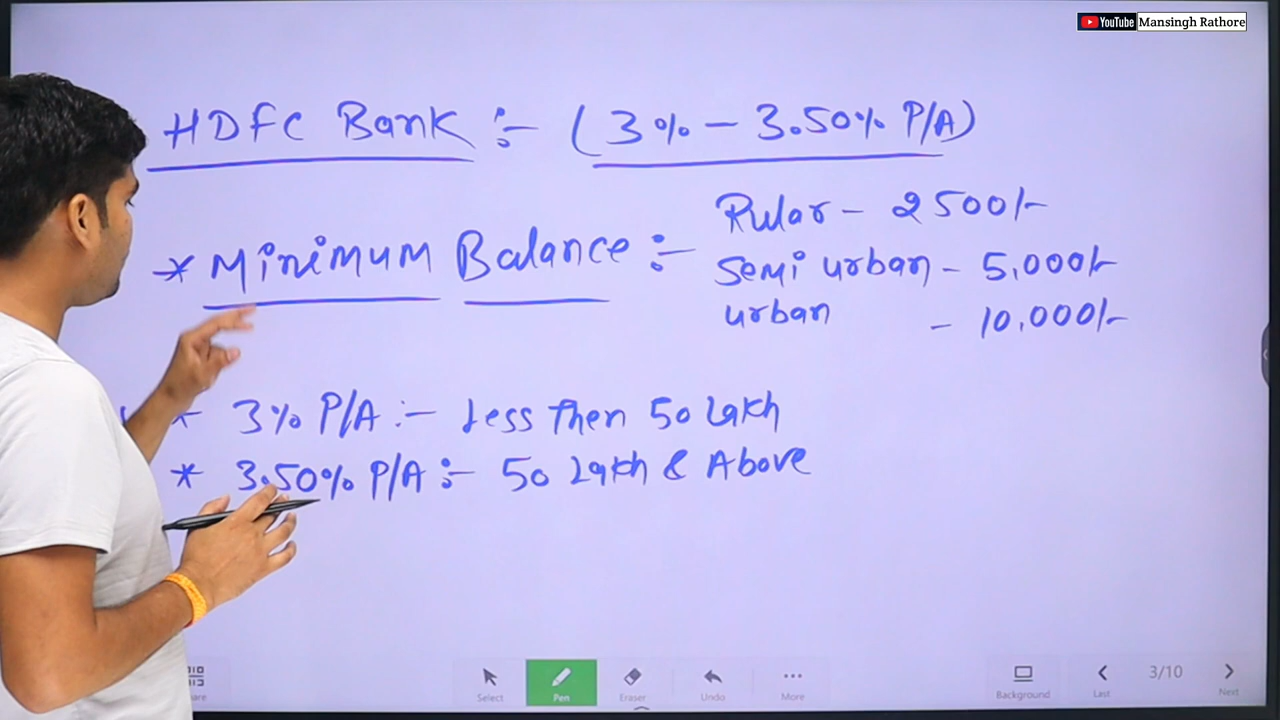 YouTube Mansingh Rathore
HDFC Bank :- (3% - 3.50% P/A)
* Minimum Balance :-
Rular - 2500/-
Semi urban - 5,000/-
urban - 10,000/-
* 3% P/A :- Less then 50 Lakh
* 3.50% P/A :- 50 Lakh & Above
Select
Pen
Eraser
Undo
More
Background
Last
3/10
Next